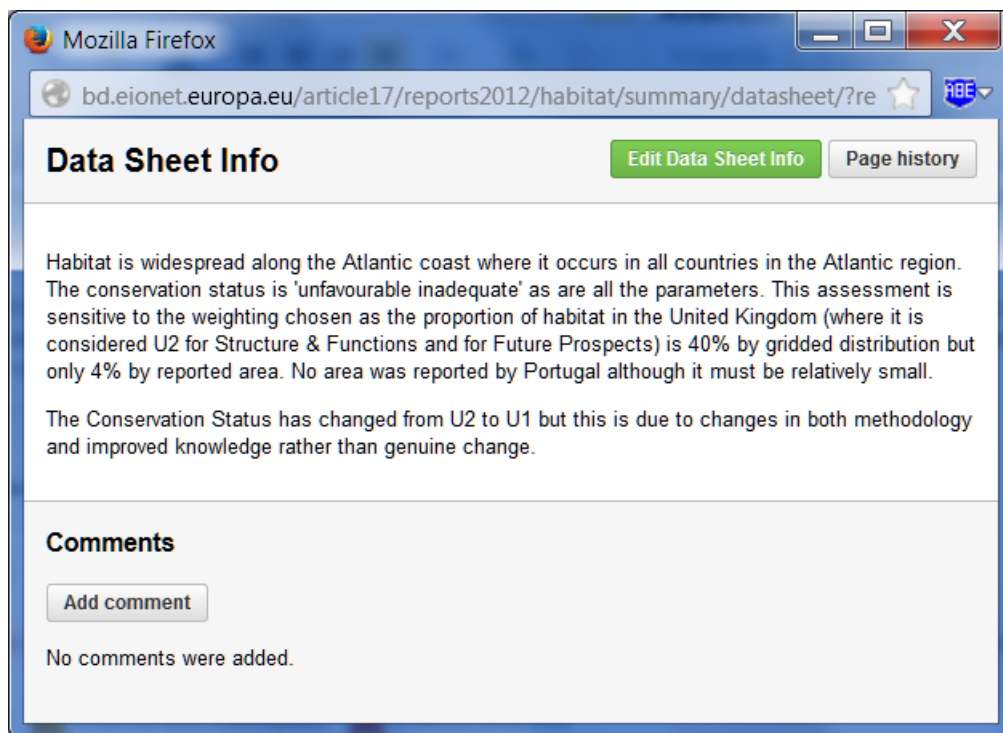 Mozilla Firefox
bd.eionet.europa.eu/article17/reports2012/habitat/summary/datasheet/?re
ABE
Data Sheet Info
Edit Data Sheet Info
Page history
Habitat is widespread along the Atlantic coast where it occurs in all countries in the Atlantic region.
The conservation status is 'unfavourable inadequate' as are all the parameters. This assessment is
sensitive to the weighting chosen as the proportion of habitat in the United Kingdom (where it is
considered U2 for Structure & Functions and for Future Prospects) is 40% by gridded distribution but
only 4% by reported area. No area was reported by Portugal although it must be relatively small.
The Conservation Status has changed from U2 to U1 but this is due to changes in both methodology
and improved knowledge rather than genuine change.
Comments
Add comment
No comments were added.